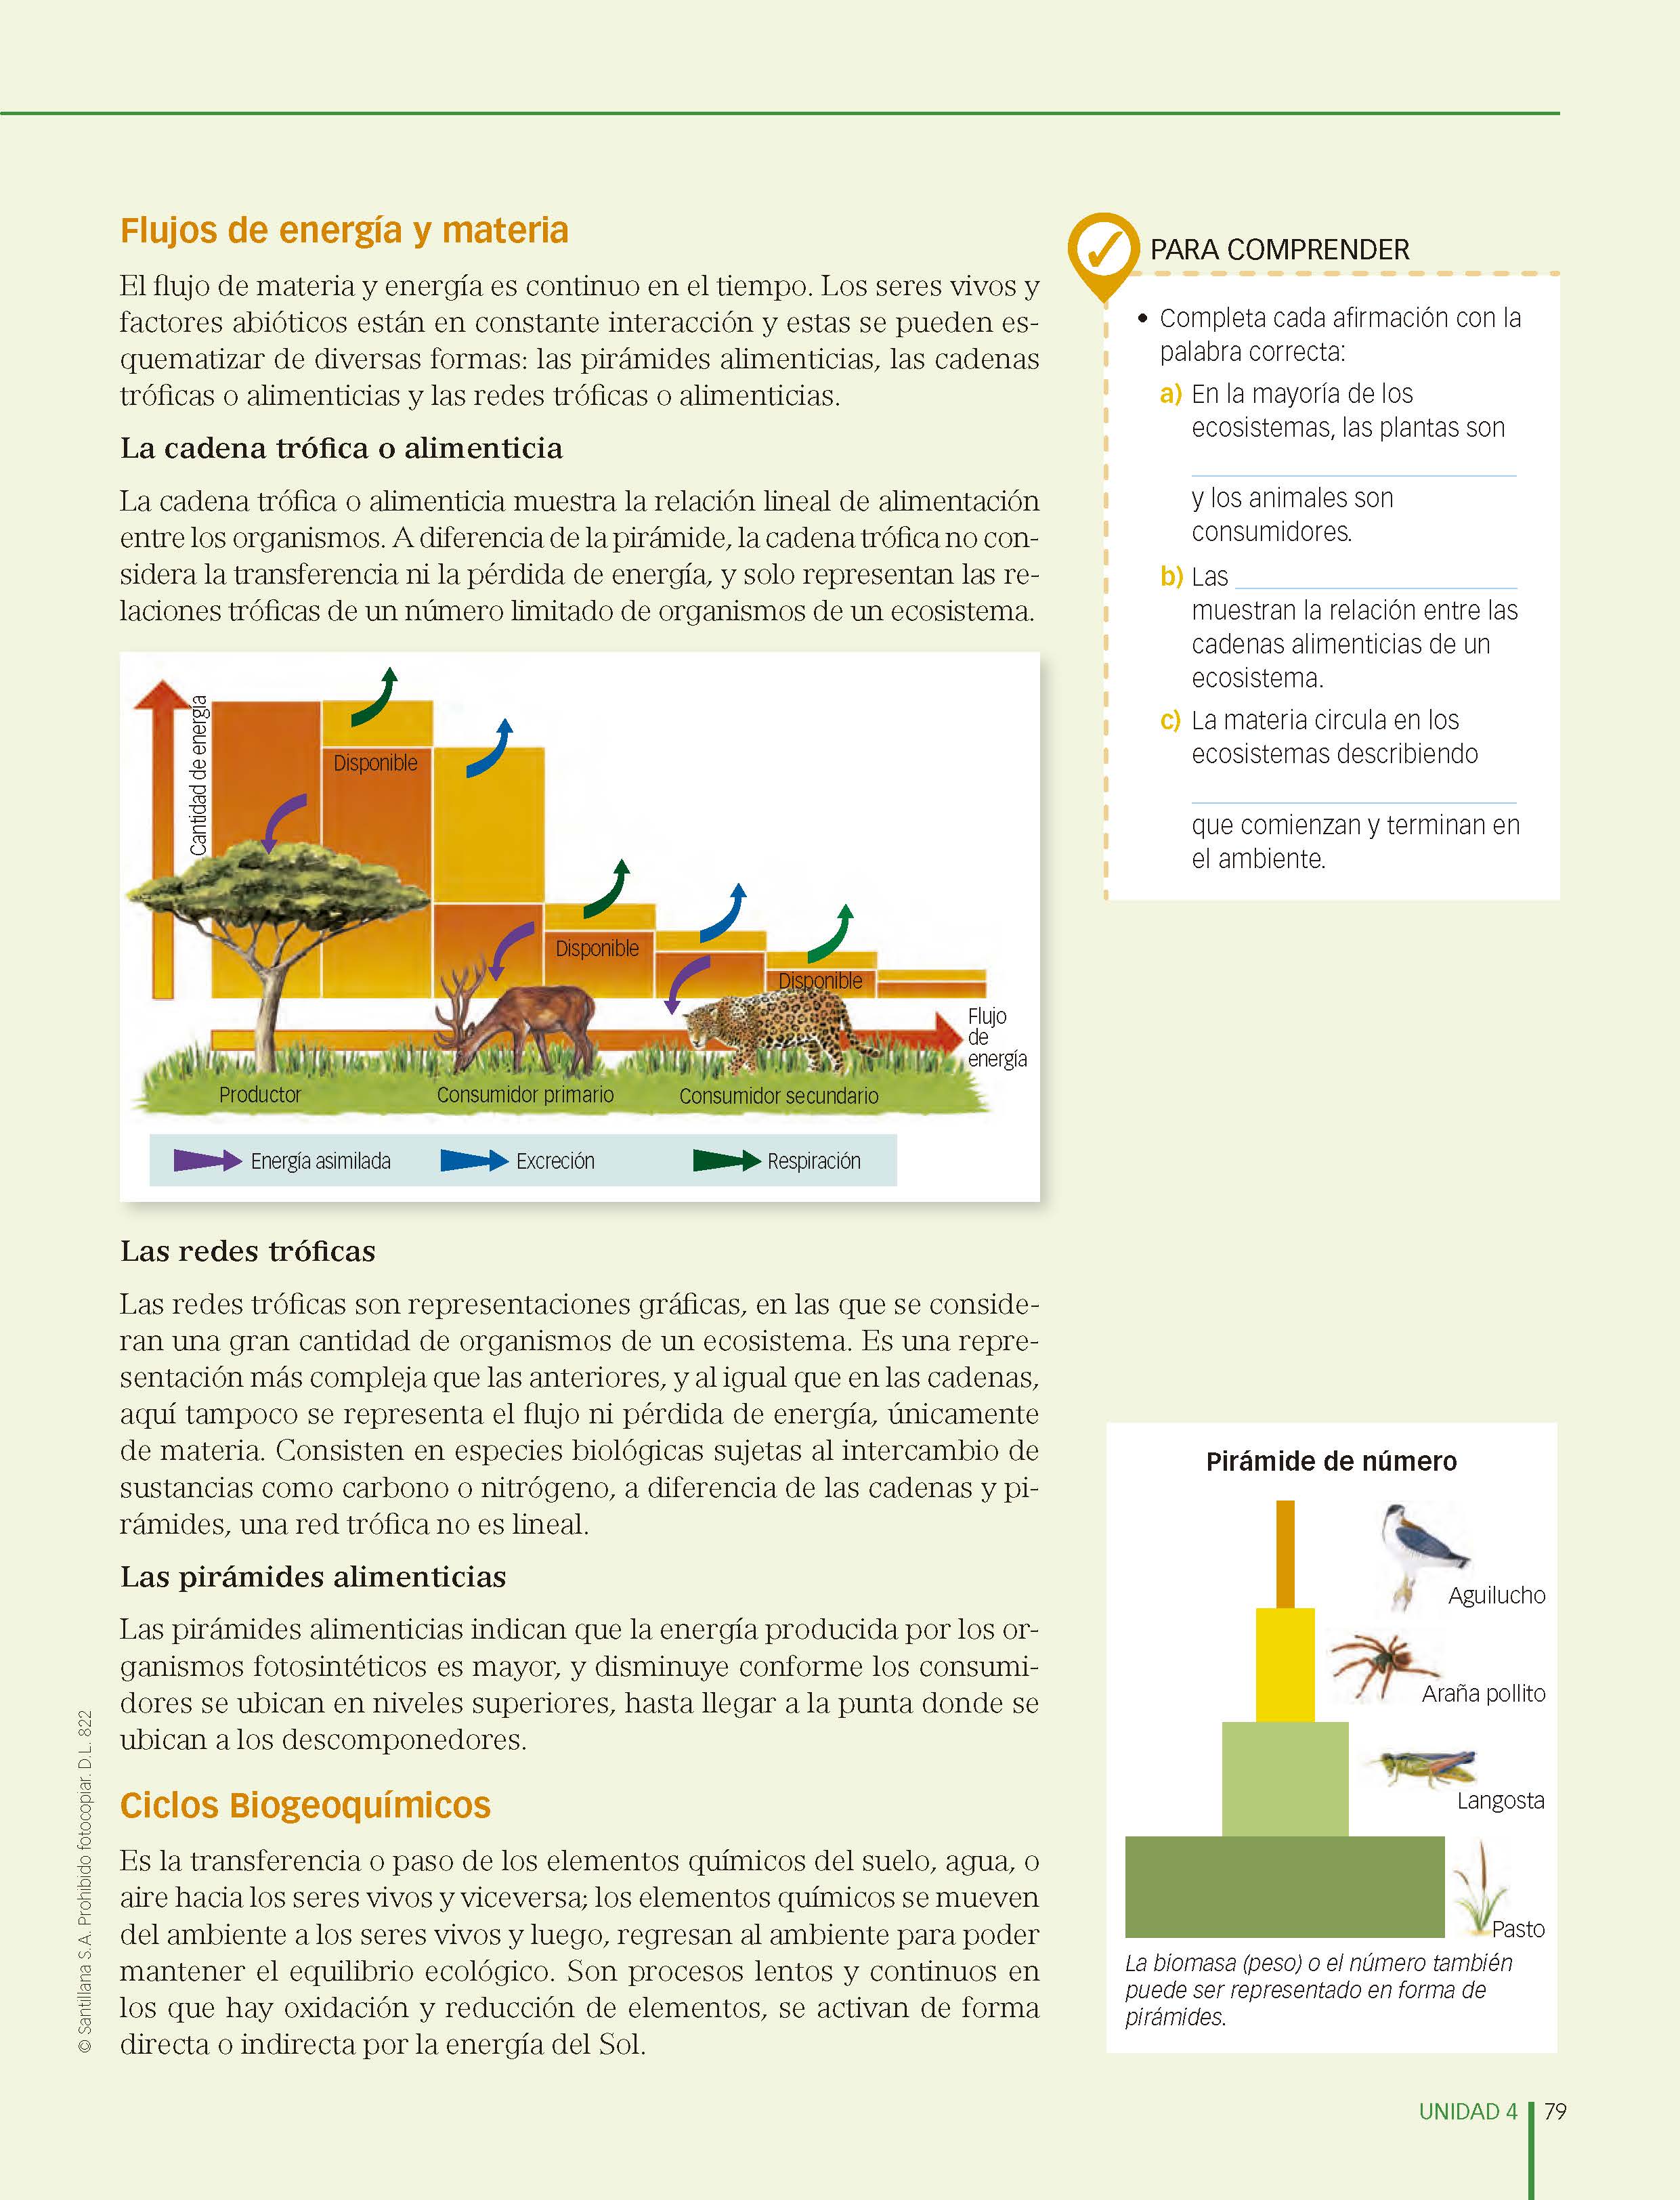 Flujos de energía y materia
El flujo de materia y energía es continuo en el tiempo. Los seres vivos y
factores abióticos están en constante interacción y estas se pueden es-
quematizar de diversas formas: las pirámides alimenticias, las cadenas
tróficas o alimenticias y las redes tróficas o alimenticias.
La cadena trófica o alimenticia
La cadena trófica o alimenticia muestra la relación lineal de alimentación
entre los organismos. A diferencia de la pirámide, la cadena trófica no con-
sidera la transferencia ni la pérdida de energía, y solo representan las re-
laciones tróficas de un número limitado de organismos de un ecosistema.
Cantidad de energía
Disponible
Disponible
Disponible
Flujo
de
energía
Productor
Consumidor primario
Consumidor secundario
Energía asimilada
Excreción
Respiración
Las redes tróficas
Las redes tróficas son representaciones gráficas, en las que se conside-
ran una gran cantidad de organismos de un ecosistema. Es una repre-
sentación más compleja que las anteriores, y al igual que en las cadenas,
aquí tampoco se representa el flujo ni pérdida de energía, únicamente
de materia. Consisten en especies biológicas sujetas al intercambio de
sustancias como carbono o nitrógeno, a diferencia de las cadenas y pi-
rámides, una red trófica no es lineal.
Las pirámides alimenticias
Las pirámides alimenticias indican que la energía producida por los or-
ganismos fotosintéticos es mayor, y disminuye conforme los consumi-
dores se ubican en niveles superiores, hasta llegar a la punta donde se
ubican a los descomponedores.
Ciclos Biogeoquímicos
Es la transferencia o paso de los elementos químicos del suelo, agua, o
aire hacia los seres vivos y viceversa; los elementos químicos se mueven
del ambiente a los seres vivos y luego, regresan al ambiente para poder
mantener el equilibrio ecológico. Son procesos lentos y continuos en
los que hay oxidación y reducción de elementos, se activan de forma
directa o indirecta por la energía del Sol.
PARA COMPRENDER
• Completa cada afirmación con la
palabra correcta:
a) En la mayoría de los
ecosistemas, las plantas son
y los animales son
consumidores.
b) Las
muestran la relación entre las
cadenas alimenticias de un
ecosistema.
c) La materia circula en los
ecosistemas describiendo
que comienzan y terminan en
el ambiente.
Pirámide de número
Aguilucho
Araña pollito
Langosta
Pasto
La biomasa (peso) o el número también
puede ser representado en forma de
pirámides.
© Santillana S.A. Prohibido fotocopiar. D.L. 822
UNIDAD 4 79